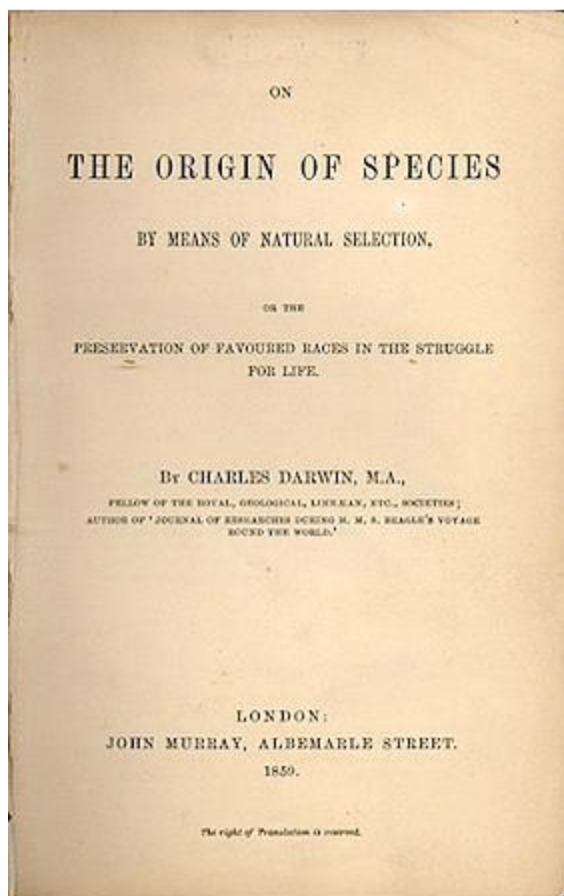 ON
THE ORIGIN OF SPECIES
BY MEANS OF NATURAL SELECTION,
OR THE
PRESERVATION OF FAVOURED RACES IN THE STRUGGLE
FOR LIFE.
BY CHARLES DARWIN, M.A.,
FELLOW OF THE ROYAL, GEOLOGICAL, LINNÆAN, ETC., SOCIETIES;
AUTHOR OF 'JOURNAL OF RESEARCHES DURING H. M. S. BEAGLE'S VOYAGE
ROUND THE WORLD.'
LONDON:
JOHN MURRAY, ALBEMARLE STREET.
1859.
The right of Translation is reserved.